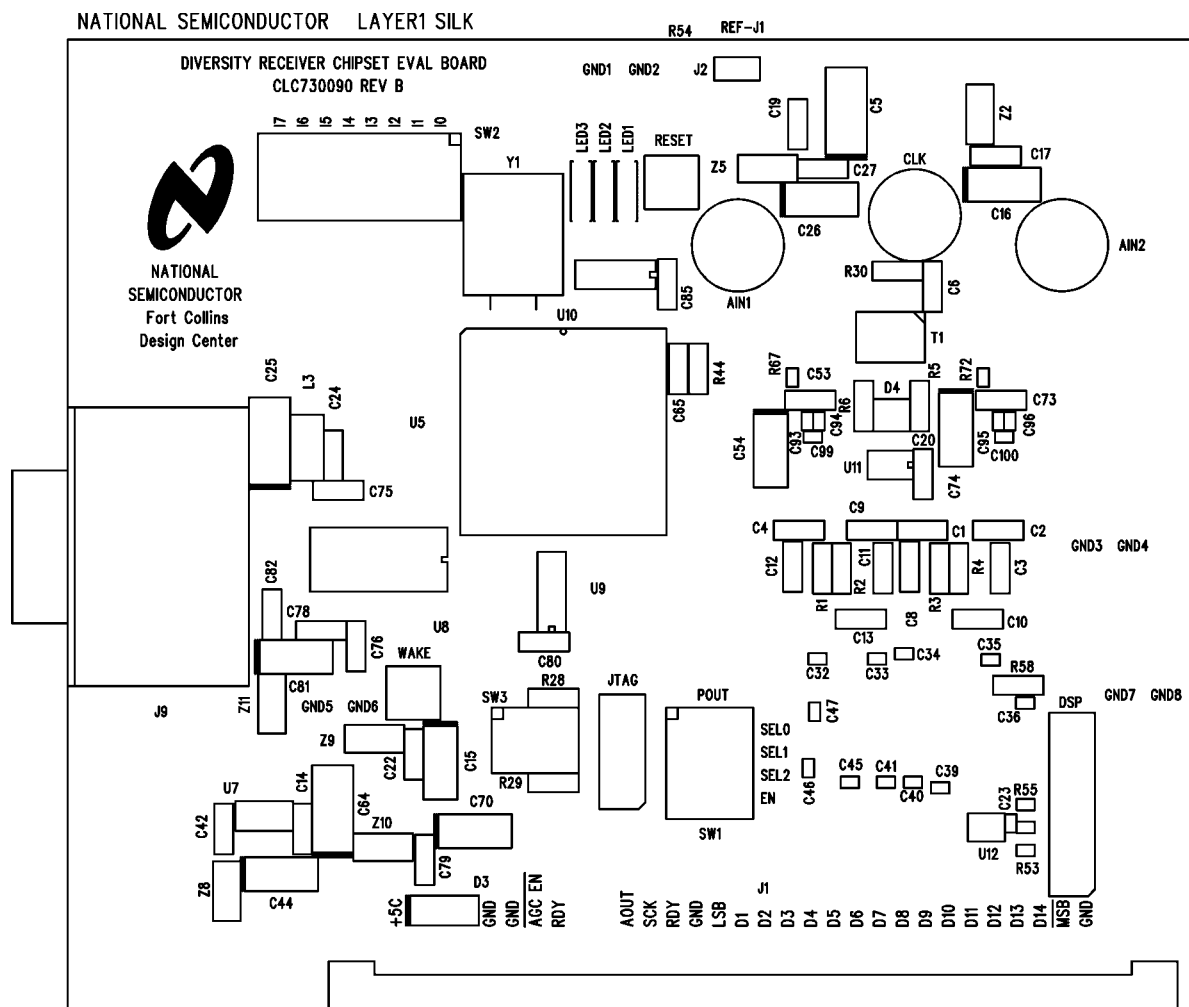 NATIONAL SEMICONDUCTOR LAYER1 SILK
R54 REF-J1
DIVERSITY RECEIVER CHIPSET EVAL BOARD
CLC730090 REV B
GND1 GND2 J2
C19 C5 Z2
I7 I6 I5 I4 I3 I2 I1 I0
SW2
LED3 LED2 LED1
RESET
Y1
Z5
C27
CLK
C17
C26
C16
AIN2
NATIONAL
SEMICONDUCTOR
Fort Collins
Design Center
C85
AIN1
R30
C6
U10
T1
C25
L3
C24
U5
C65
R44
R67
C53
R6
D4
R5
R72
C73
C54
C93
C94
C99
C20
U11
C74
C95
C96
C100
C75
C4
C9
C1
C2
GND3 GND4
C12
R1
R2
C11
C8
R3
R4
C3
C82
C78
C76
U8
U9
C80
C13
C10
C32
C33
C34
C35
R58
C36
J9
Z11
C81
GND5 GND6
WAKE
R28
SW3
R29
JTAG
POUT
SEL0
SEL1
SEL2
EN
SW1
C47
C46
C45
C41
C40
C39
DSP
GND7 GND8
Z9
C22
C15
U7
C42
C14
C64
Z10
C70
C79
C23
R55
U12
R53
Z8
C44
D3
+5C
GND GND AGC EN RDY
J1
AOUT SCK RDY GND LSB D1 D2 D3 D4 D5 D6 D7 D8 D9 D10 D11 D12 D13 D14 MSB GND